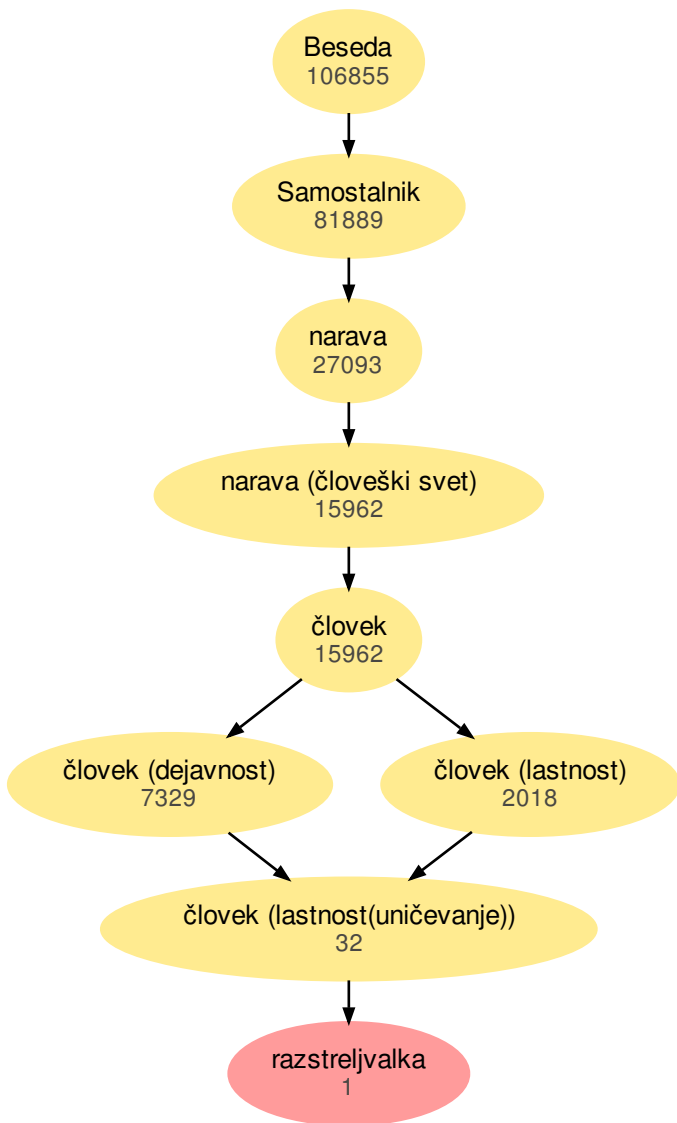 Beseda
106855
Samostalnik
81889
narava
27093
narava (človeški svet)
15962
človek
15962
človek (dejavnost)
7329
človek (lastnost)
2018
človek (lastnost(uničevanje))
32
razstreljvalka
1